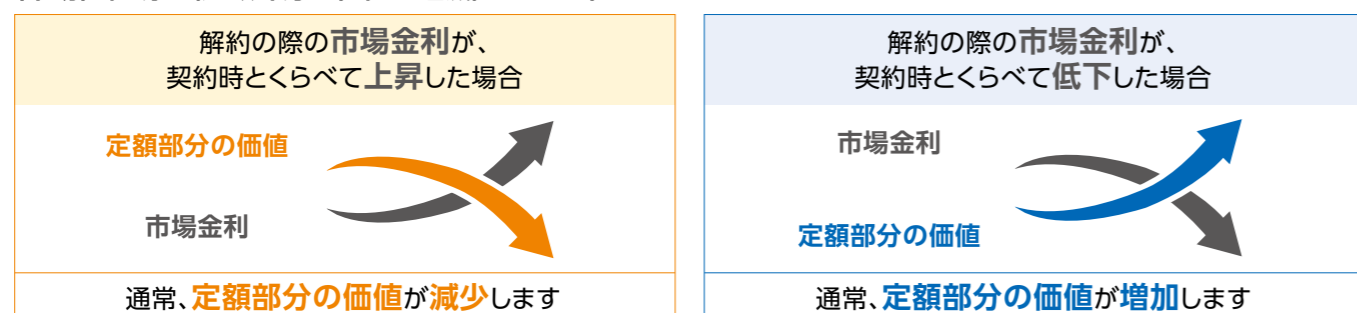 解約の際の市場金利が、
契約時とくらべて上昇した場合
定額部分の価値
市場金利
通常、定額部分の価値が減少します
解約の際の市場金利が、
契約時とくらべて低下した場合
市場金利
定額部分の価値
通常、定額部分の価値が増加します